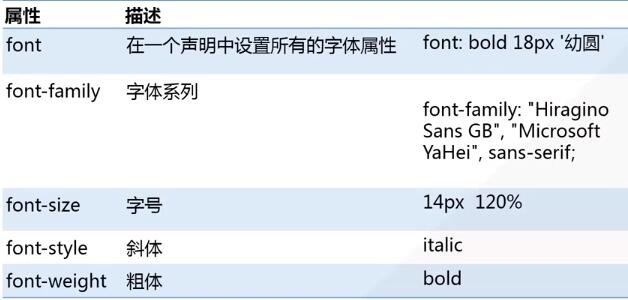 属性 描述
font 在一个声明中设置所有的字体属性 font: bold 18px '幼圆'
font-family 字体系列
font-family: "Hiragino
Sans GB", "Microsoft
YaHei", sans-serif;
font-size 字号 14px 120%
font-style 斜体 italic
font-weight 粗体 bold